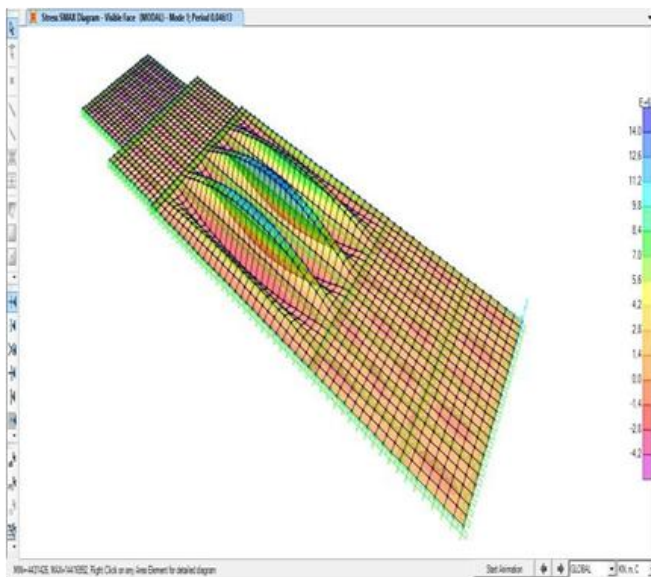 Stress SMAX Diagram - Visible Face (MODAL) - Mode 1; Period 0,04613
E+6
14,0
12,6
11,2
9,8
8,4
7,0
5,6
4,2
2,8
1,4
0,0
-1,4
-2,8
-4,2
Right Click on any Area Element for detailed diagram
Start Animation
GLOBAL
KN, m, C